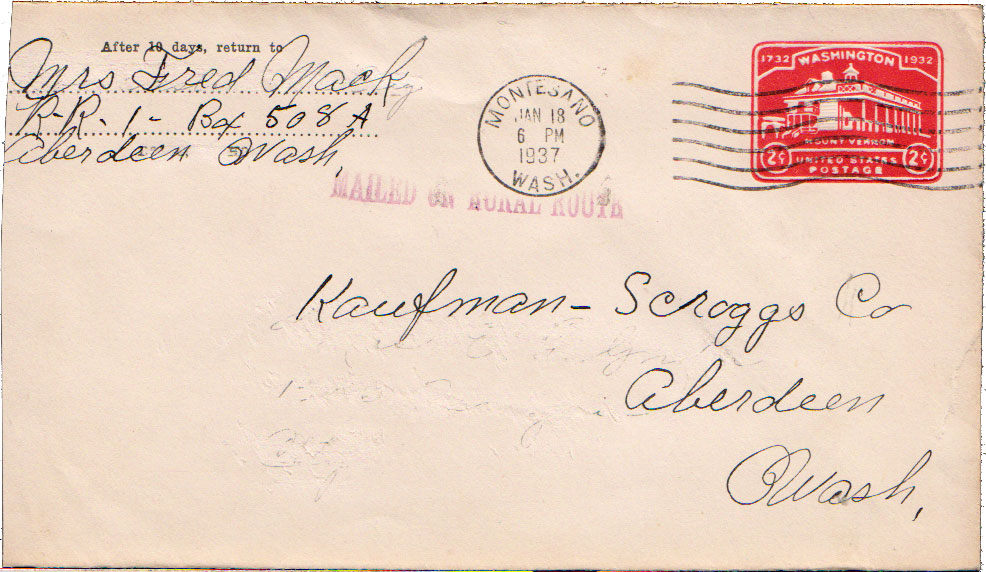 After 10 days, return to
Mrs Fred Macky
R-R-1- Box 508 A
Aberdeen Wash,
MONTESANO
JAN 18
6 PM
1937
WASH.
1732 WASHINGTON 1932
MOUNT VERNON
2¢ UNITED STATES 2¢
POSTAGE
MAILED ON RURAL ROUTE
Kaufman-Scroggs Co
Aberdeen
Wash,